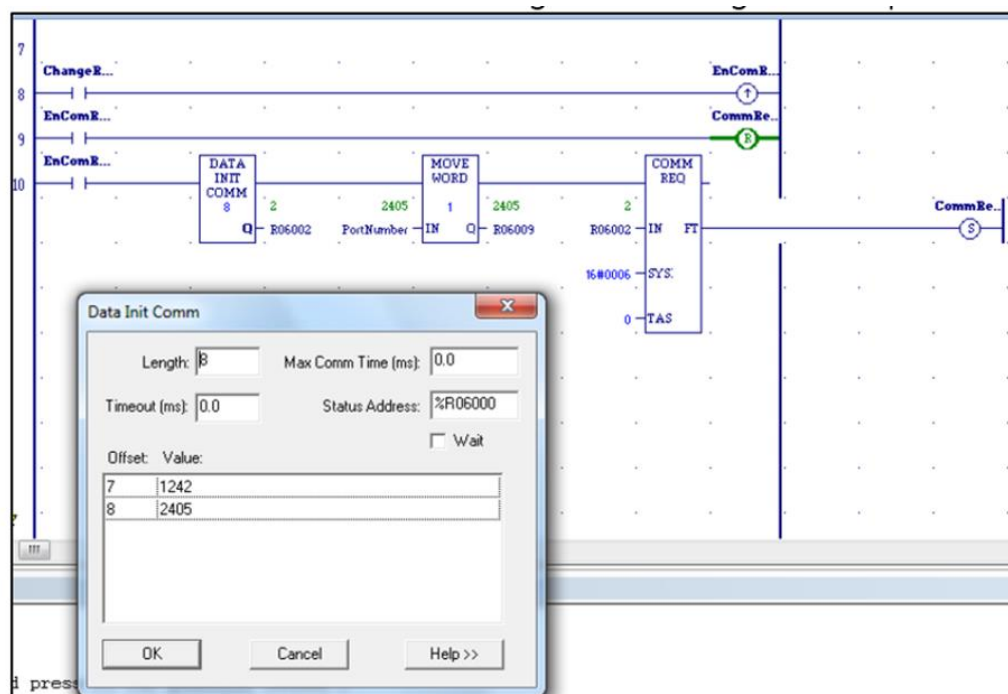 7
ChangeR... EnComR...
8
EnComR... CommRe..
9
EnComR... DATA INIT COMM MOVE WORD COMM REQ
10
8 2 2405 1 2405 2 CommRe..
Q R06002 PortNumber IN Q R06009 R06002 IN FT S
16#0006 SYS:
0 TAS
R
Data Init Comm
Length: 8 Max Comm Time (ms): 0.0
Timeout (ms): 0.0 Status Address: %R06000
Wait
Offset: Value:
7 1242
8 2405
OK Cancel Help >>
d press